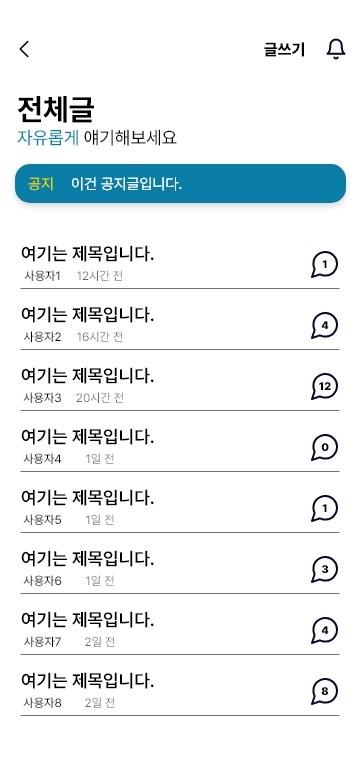 글쓰기
전체글
자유롭게 얘기해보세요
공지 이건 공지글입니다.
여기는 제목입니다.
1
사용자1 12시간 전
여기는 제목입니다.
4
사용자2 16시간 전
여기는 제목입니다.
12
사용자3 20시간 전
여기는 제목입니다.
0
사용자4 1일 전
여기는 제목입니다.
1
사용자5 1일 전
여기는 제목입니다.
3
사용자6 1일 전
여기는 제목입니다.
4
사용자7 2일 전
여기는 제목입니다.
8
사용자8 2일 전